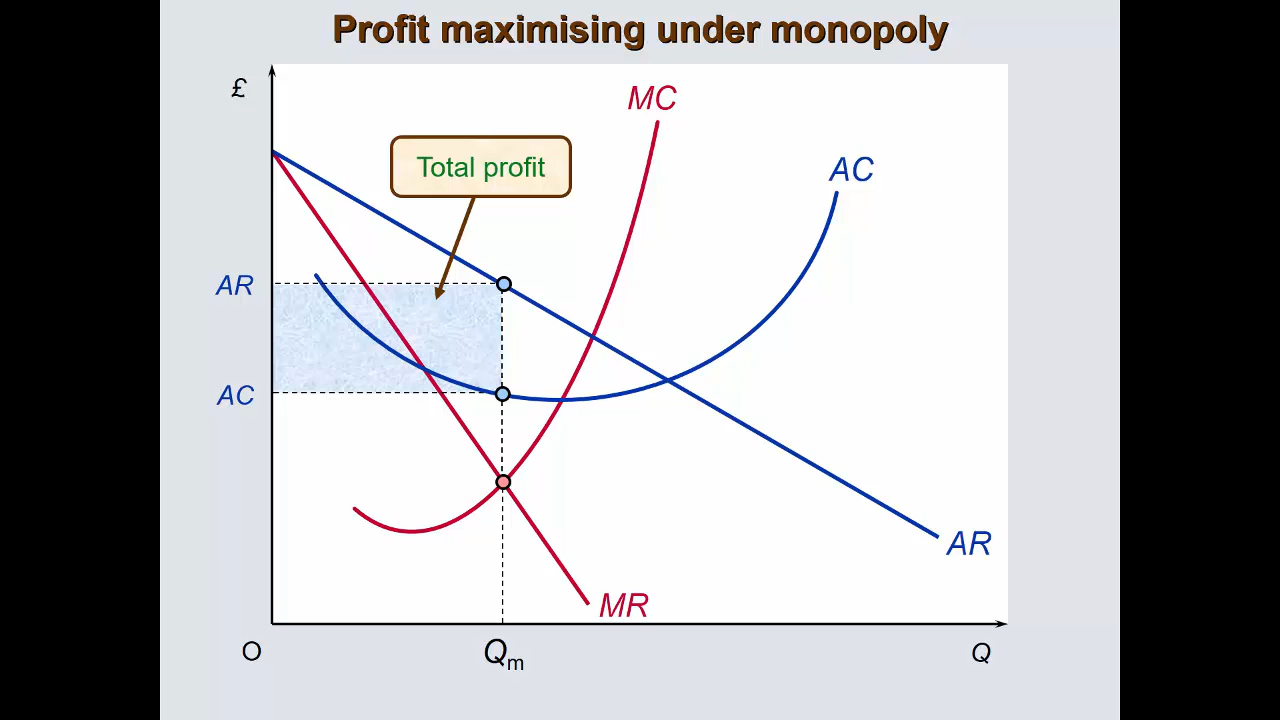 Profit maximising under monopoly
£
MC
Total profit
AC
AR
AC
AR
MR
O
Qm
Q